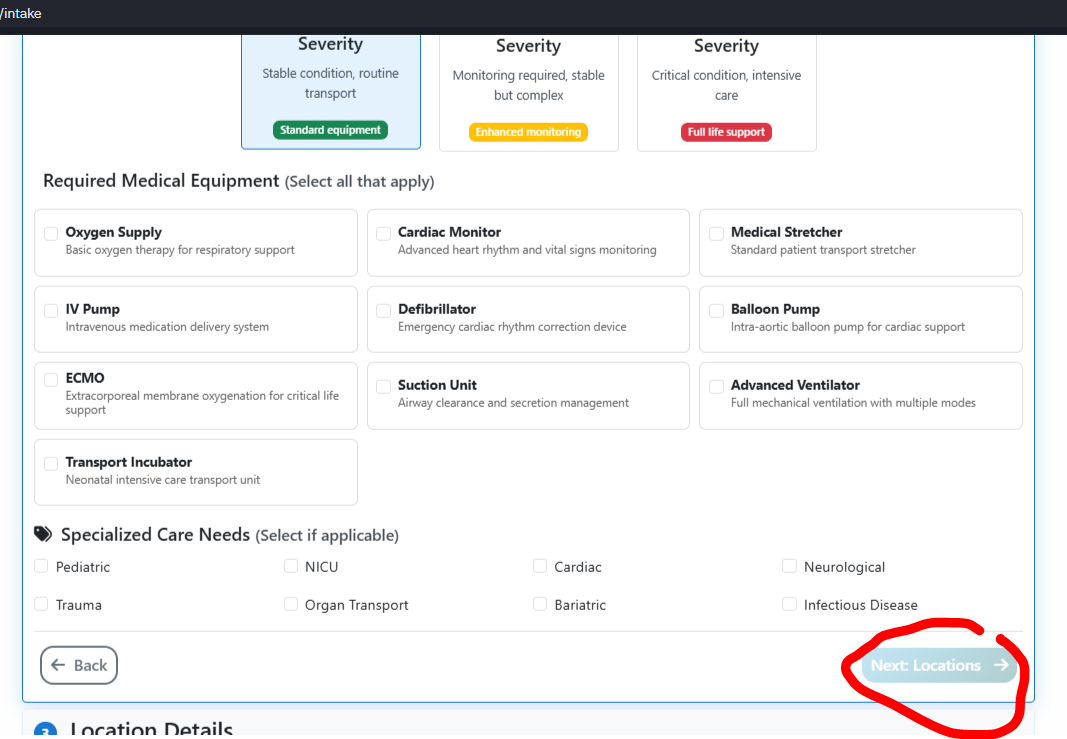 /intake
Severity
Severity
Severity
Stable condition, routine
transport
Monitoring required, stable
but complex
Critical condition, intensive
care
Standard equipment
Enhanced monitoring
Full life support
Required Medical Equipment (Select all that apply)
Oxygen Supply
Basic oxygen therapy for respiratory support
Cardiac Monitor
Advanced heart rhythm and vital signs monitoring
Medical Stretcher
Standard patient transport stretcher
IV Pump
Intravenous medication delivery system
Defibrillator
Emergency cardiac rhythm correction device
Balloon Pump
Intra-aortic balloon pump for cardiac support
ECMO
Extracorporeal membrane oxygenation for critical life
support
Suction Unit
Airway clearance and secretion management
Advanced Ventilator
Full mechanical ventilation with multiple modes
Transport Incubator
Neonatal intensive care transport unit
Specialized Care Needs (Select if applicable)
Pediatric
NICU
Cardiac
Neurological
Trauma
Organ Transport
Bariatric
Infectious Disease
← Back
Next: Locations →
3 Location Details